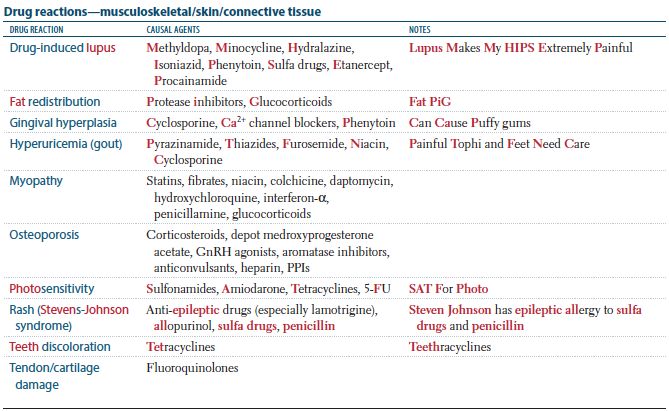 Drug reactions—musculoskeletal/skin/connective tissue
DRUG REACTION CAUSAL AGENTS NOTES
Drug-induced lupus Methyldopa, Minocycline, Hydralazine, Lupus Makes My HIPS Extremely Painful
Isoniazid, Phenytoin, Sulfa drugs, Etanercept,
Procainamide
Fat redistribution Protease inhibitors, Glucocorticoids Fat PiG
Gingival hyperplasia Cyclosporine, Ca²⁺ channel blockers, Phenytoin Can Cause Puffy gums
Hyperuricemia (gout) Pyrazinamide, Thiazides, Furosemide, Niacin, Painful Tophi and Feet Need Care
Cyclosporine
Myopathy Statins, fibrates, niacin, colchicine, daptomycin,
hydroxychloroquine, interferon-α,
penicillamine, glucocorticoids
Osteoporosis Corticosteroids, depot medroxyprogesterone
acetate, GnRH agonists, aromatase inhibitors,
anticonvulsants, heparin, PPIs
Photosensitivity Sulfonamides, Amiodarone, Tetracyclines, 5-FU SAT For Photo
Rash (Stevens-Johnson Anti-epileptic drugs (especially lamotrigine), Steven Johnson has epileptic allergy to sulfa
syndrome) allopurinol, sulfa drugs, penicillin drugs and penicillin
Teeth discoloration Tetracyclines Teethracyclines
Tendon/cartilage Fluoroquinolones
damage